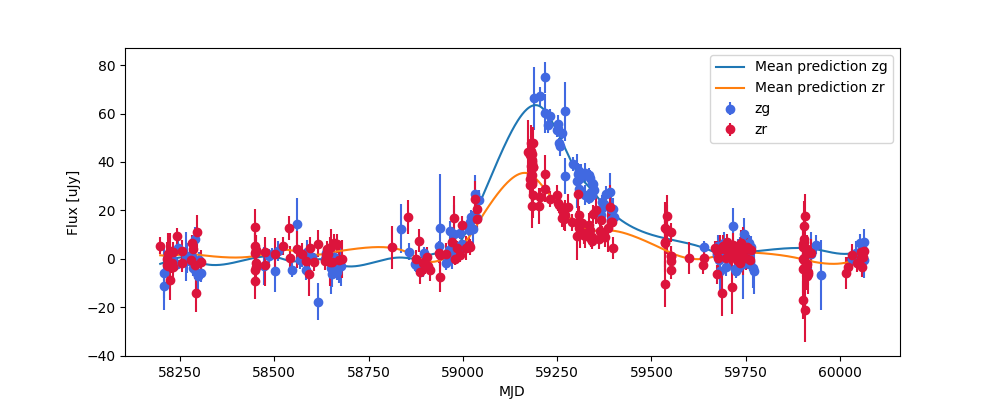 80
60
40
20
0
−20
−40
Flux [uJy]
58250
58500
58750
59000
59250
59500
59750
60000
MJD
Mean prediction zg
Mean prediction zr
zg
zr